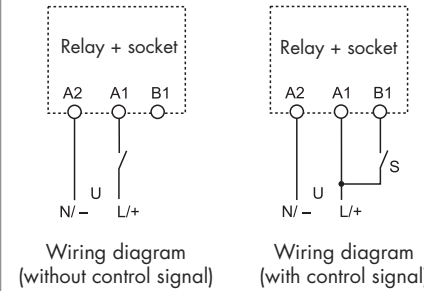 Relay + socket
A2 A1 B1
U
N/ – L/+
Wiring diagram
(without control signal)
Relay + socket
A2 A1 B1
S
U
N/ – L/+
Wiring diagram
(with control signal)